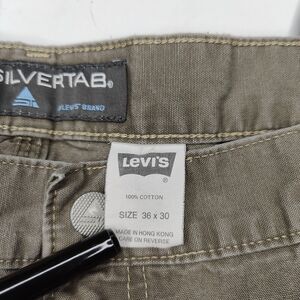 SILVERTAB®
LEVI'S® BRAND
Levi's
®
100% COTTON
SIZE 36 x 30
MADE IN HONG KONG
CARE ON REVERSE